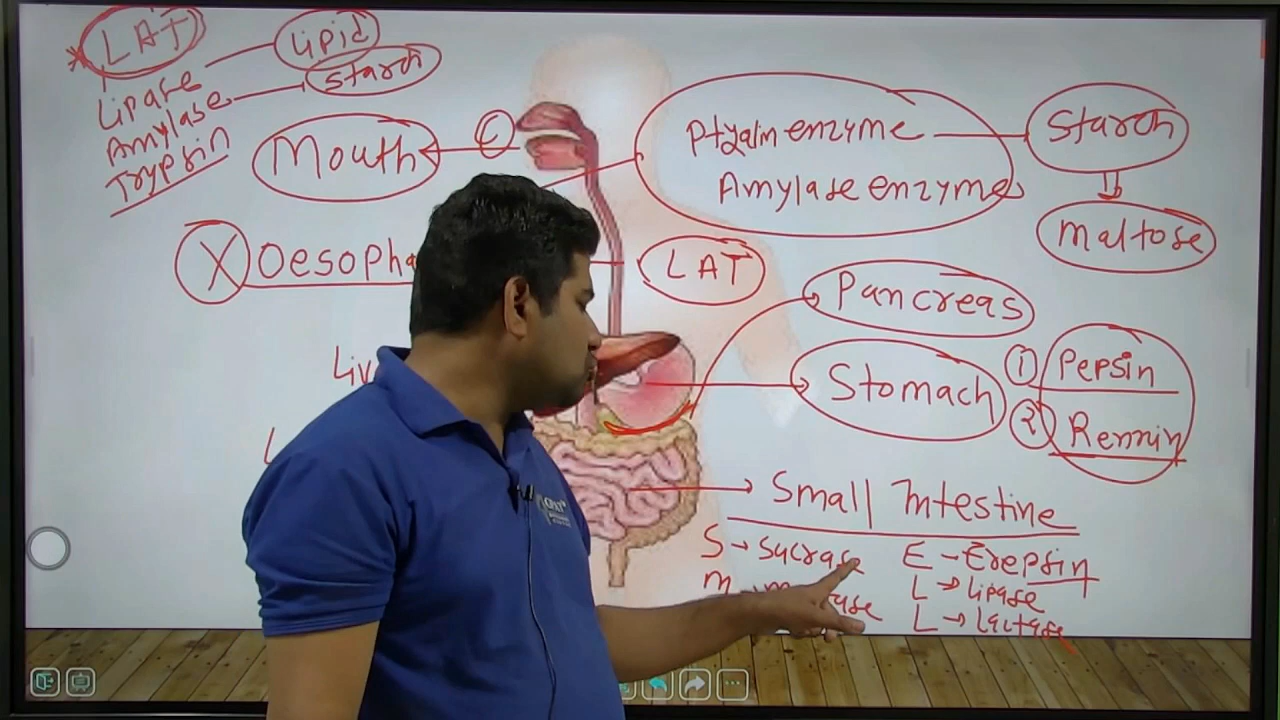 LAT
Lipase
Amylase
Trypsin
Lipid
Starch
Mouth
Ptyalin enzyme
Amylase enzyme
Starch
Maltose
X Oesopha
LAT
Pancreas
Stomach
1 Pepsin
2 Rennin
Liv
L
Small Intestine
S → Sucrase
E - Erepsin
m
L → Lipase
L → Lactase